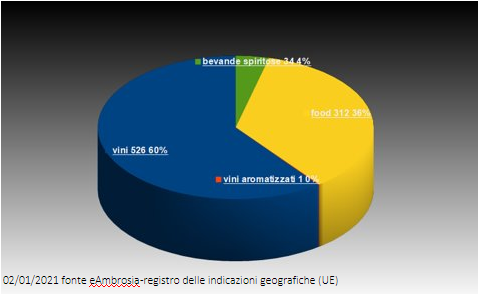 bevande spiritose 34 4%
food 312 36%
vini 526 60%
vini aromatizzati 1 0%
02/01/2021 fonte eAmbrosia-registro delle indicazioni geografiche (UE)